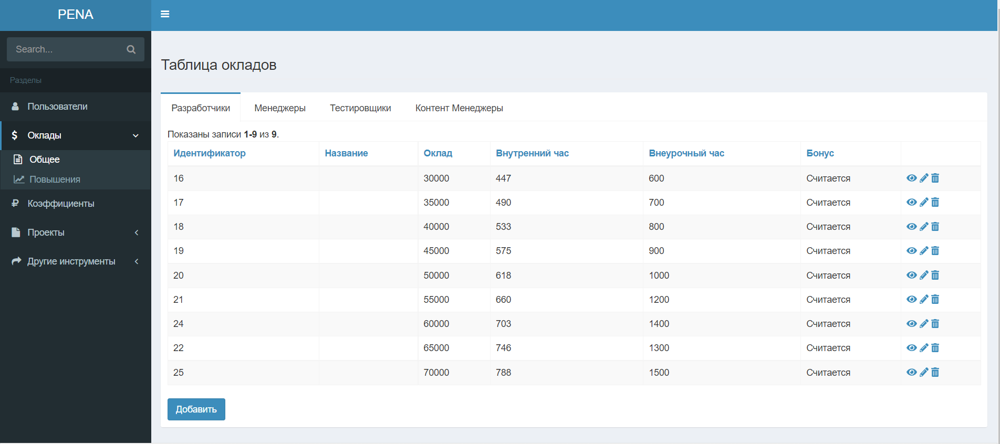 PENA
Search...
Разделы
Пользователи
Оклады
Общее
Повышения
Коэффициенты
Проекты
Другие инструменты
Таблица окладов
Разработчики Менеджеры Тестировщики Контент Менеджеры
Показаны записи 1-9 из 9.
Идентификатор Название Оклад Внутренний час Внеурочный час Бонус
16 30000 447 600 Считается
17 35000 490 700 Считается
18 40000 533 800 Считается
19 45000 575 900 Считается
20 50000 618 1000 Считается
21 55000 660 1200 Считается
24 60000 703 1400 Считается
22 65000 746 1300 Считается
25 70000 788 1500 Считается
Добавить